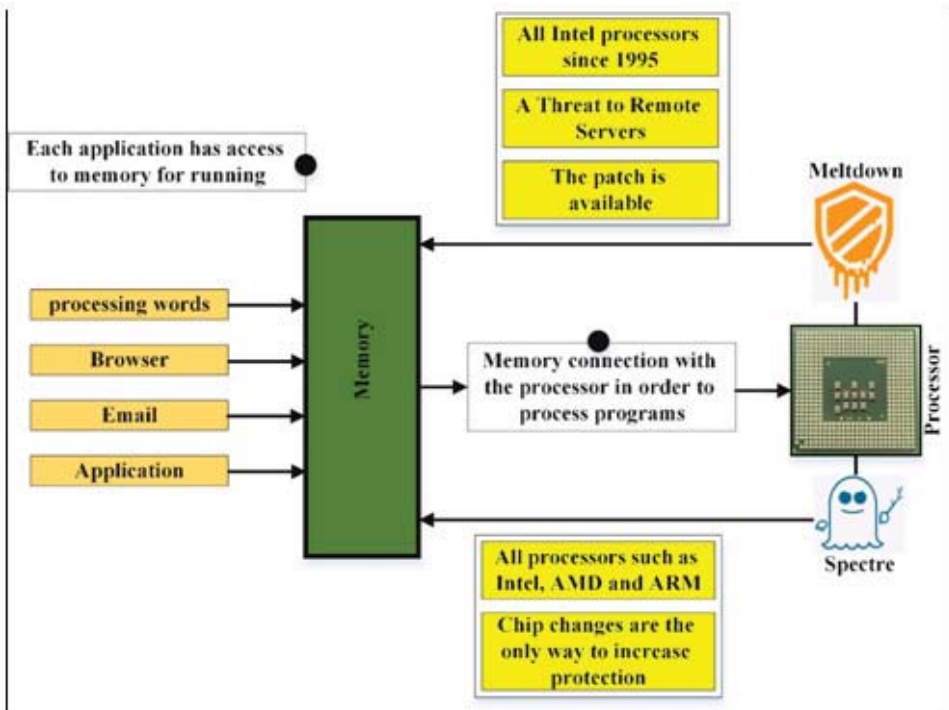 All Intel processors
since 1995
A Threat to Remote
Servers
The patch is
available
Each application has access
to memory for running
Meltdown
processing words
Browser
Email
Application
Memory
Memory connection with
the processor in order to
process programs
Processor
Spectre
All processors such as
Intel, AMD and ARM
Chip changes are the
only way to increase
protection